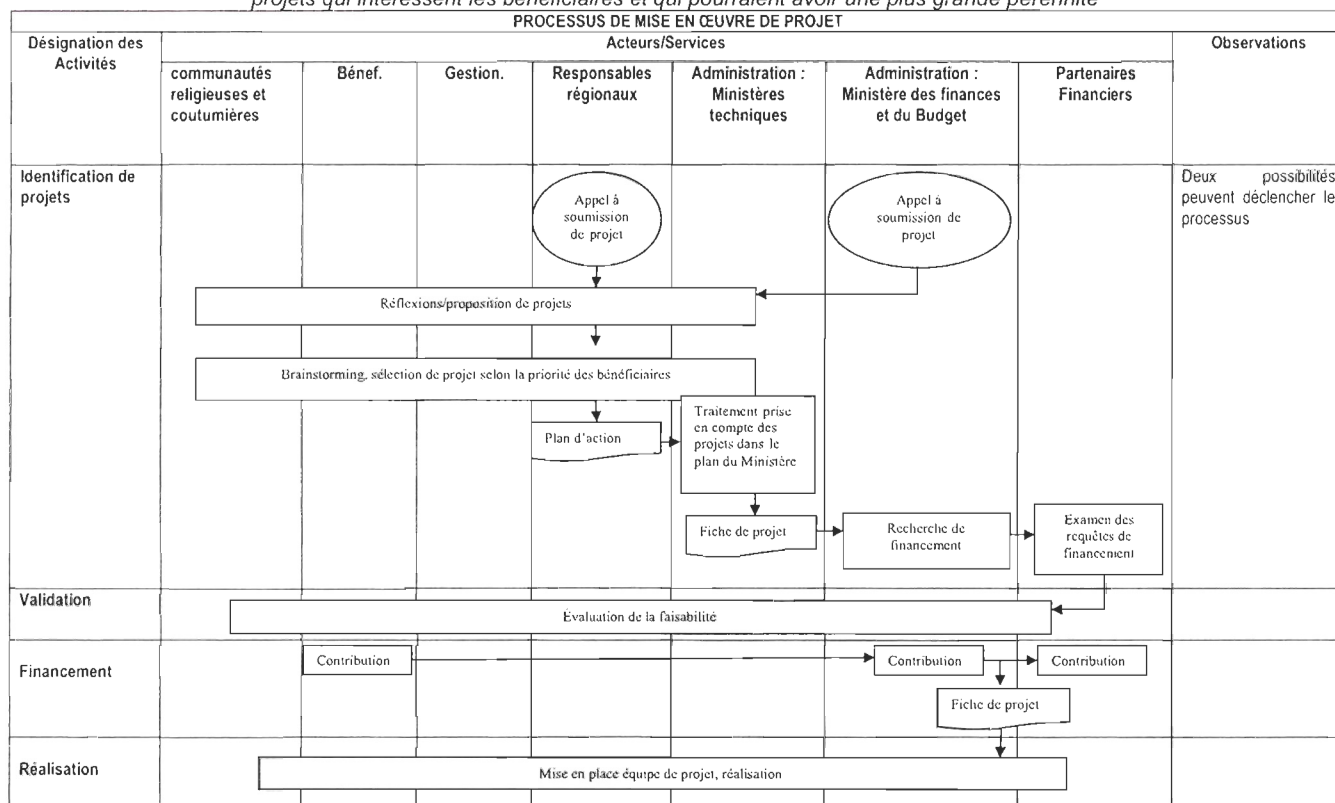 projets qui intéressent les bénéficiaires et qui pourraient avoir une plus grande pérennité
PROCESSUS DE MISE EN ŒUVRE DE PROJET
Désignation des
Activités
Acteurs/Services
Observations
communautés
religieuses et
coutumières
Bénef.
Gestion.
Responsables
régionaux
Administration :
Ministères
techniques
Administration :
Ministère des finances
et du Budget
Partenaires
Financiers
Identification de
projets
Appel à
soumission
de projet
Appel à
soumission de
projet
Deux possibilités
peuvent déclencher le
processus
Réflexions/proposition de projets
Brainstorming, sélection de projet selon la priorité des bénéficiaires
Plan d'action
Traitement prise
en compte des
projets dans le
plan du Ministère
Fiche de projet
Recherche de
financement
Examen des
requêtes de
financement
Validation
Évaluation de la faisabilité
Financement
Contribution
Contribution
Contribution
Fiche de projet
Réalisation
Mise en place équipe de projet, réalisation